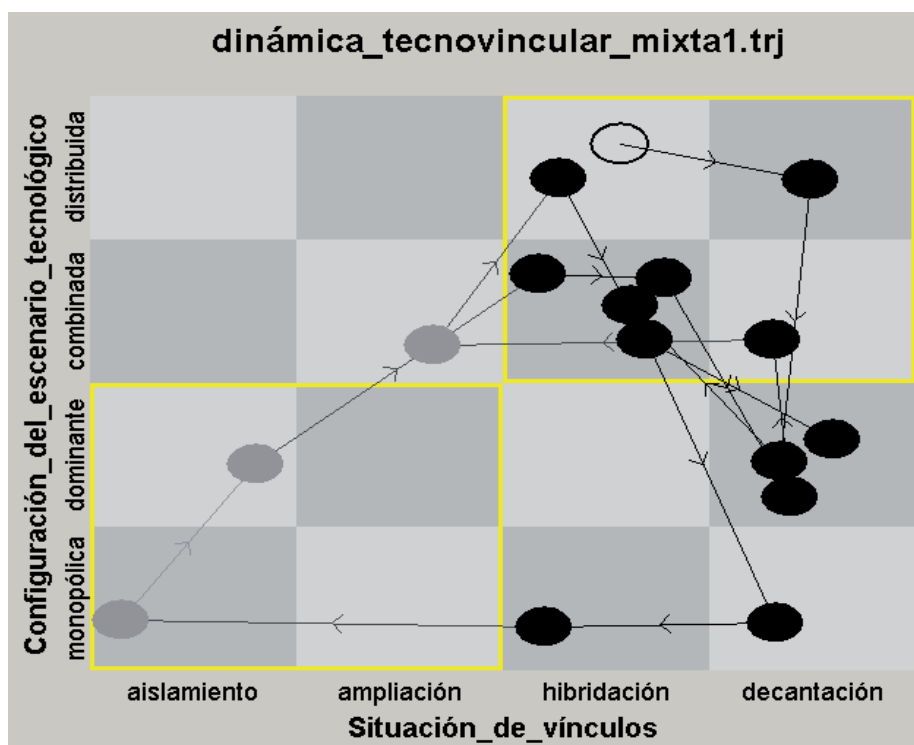 dinámica_tecnovincular_mixta1.trj
Configuración_del_escenario_tecnológico
distribuida
combinada
dominante
monopólica
aislamiento
ampliación
hibridación
decantación
Situación_de_vínculos